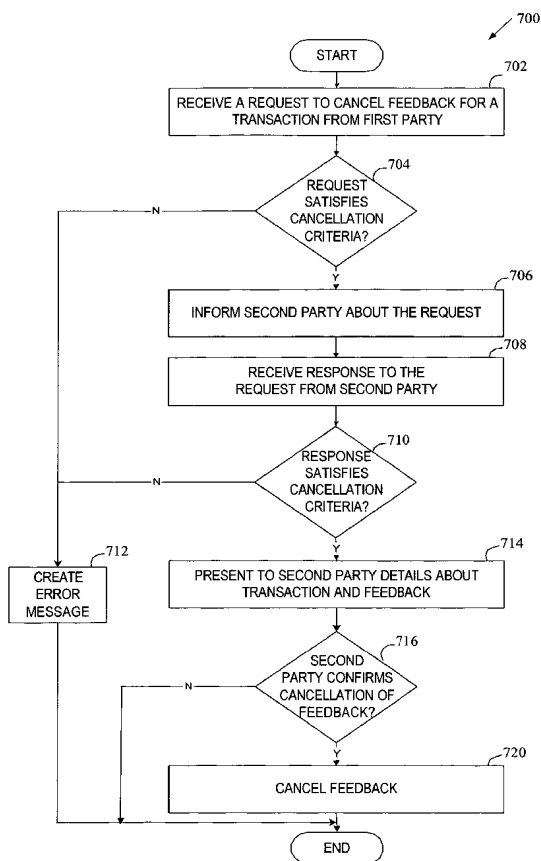 700
START
702
RECEIVE A REQUEST TO CANCEL FEEDBACK FOR A
TRANSACTION FROM FIRST PARTY
704
REQUEST
SATISFIES
CANCELLATION
CRITERIA?
N
Y
706
INFORM SECOND PARTY ABOUT THE REQUEST
708
RECEIVE RESPONSE TO THE
REQUEST FROM SECOND PARTY
710
RESPONSE
SATISFIES
CANCELLATION
CRITERIA?
N
Y
712
CREATE
ERROR
MESSAGE
714
PRESENT TO SECOND PARTY DETAILS ABOUT
TRANSACTION AND FEEDBACK
716
SECOND
PARTY CONFIRMS
CANCELLATION OF
FEEDBACK?
N
Y
720
CANCEL FEEDBACK
END